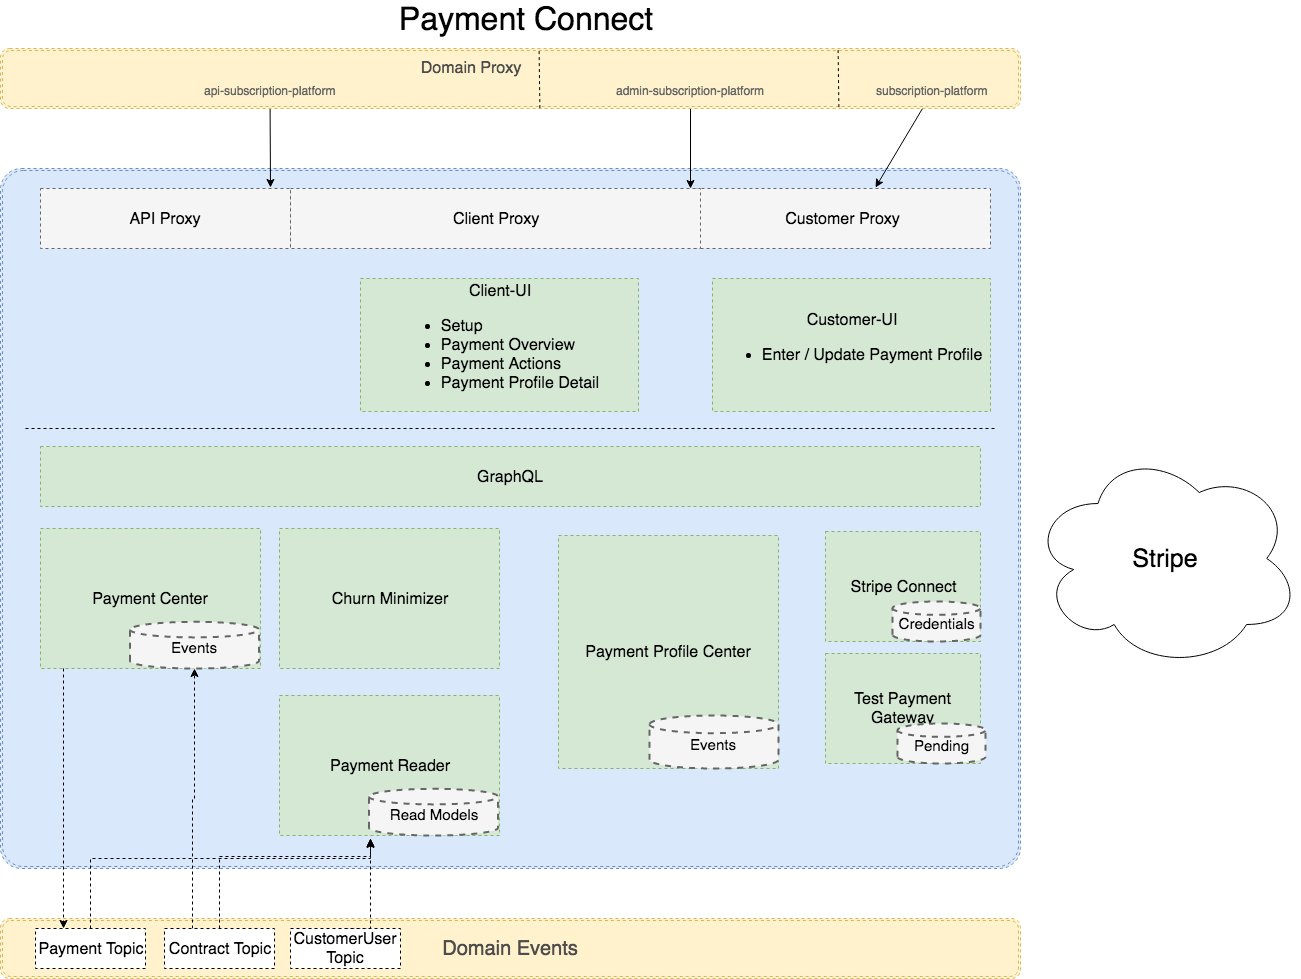 Payment Connect
Domain Proxy
api-subscription-platform
admin-subscription-platform
subscription-platform
API Proxy
Client Proxy
Customer Proxy
Client-UI
• Setup
• Payment Overview
• Payment Actions
• Payment Profile Detail
Customer-UI
• Enter / Update Payment Profile
GraphQL
Payment Center
Events
Churn Minimizer
Payment Profile Center
Events
Stripe Connect
Credentials
Test Payment
Gateway
Pending
Payment Reader
Read Models
Stripe
Payment Topic
Contract Topic
CustomerUser
Topic
Domain Events